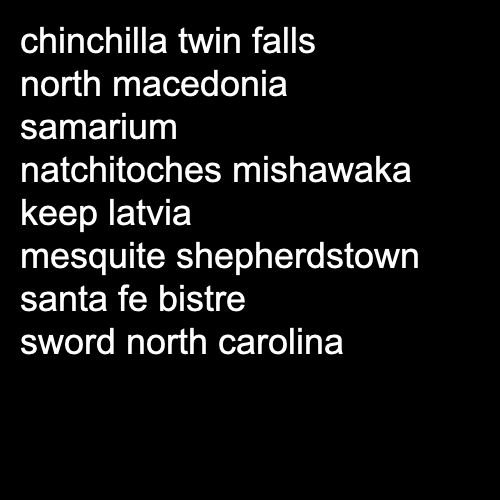 chinchilla twin falls
north macedonia
samarium
natchitoches mishawaka
keep latvia
mesquite shepherdstown
santa fe bistre
sword north carolina